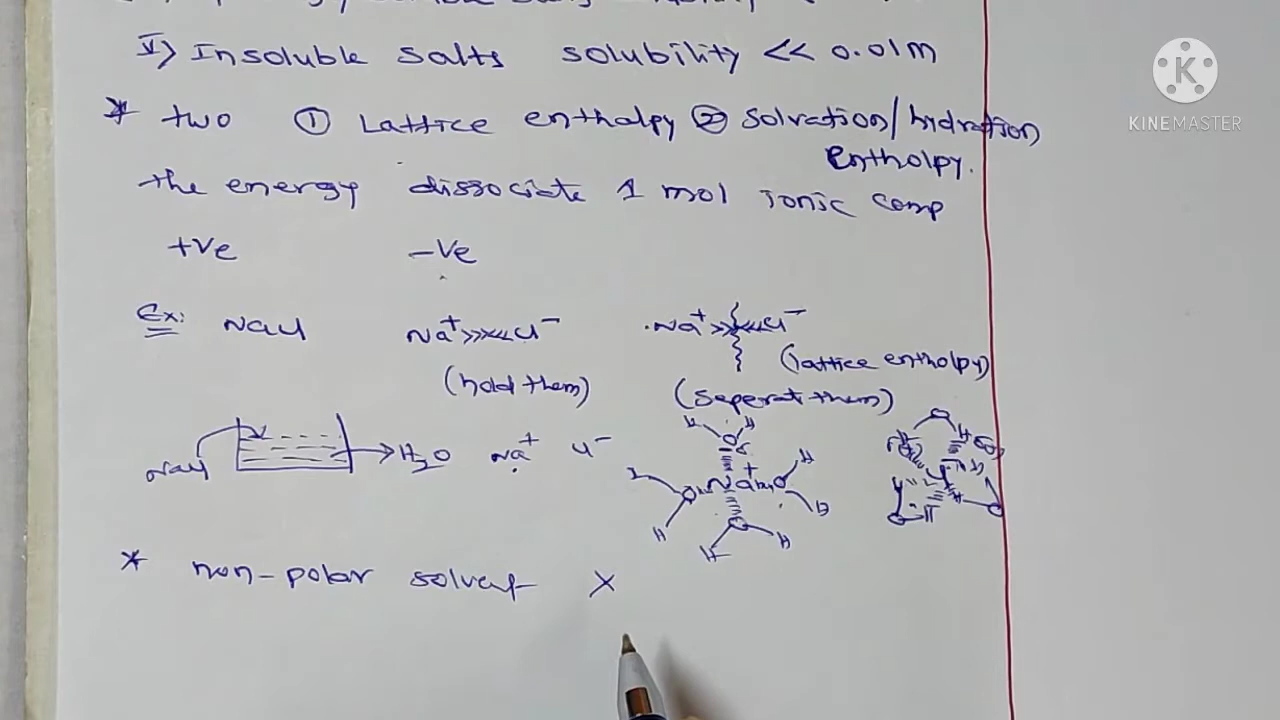 V) Insoluble salts solubility << 0.01M
KINEMASTER
* two ① Lattice enthalpy ② Solvation/hydration
Enthalpy.
the energy dissociate 1 mol ionic comp
+Ve -Ve
Ex: NaCl Na⁺ >>><< Cl⁻ Na⁺ >><< Cl⁻
(hold them) (lattice enthalpy)
(Seperat them)
NaCl → H₂O Na⁺ Cl⁻
H H
O
Na⁺
* non-polar solvent X